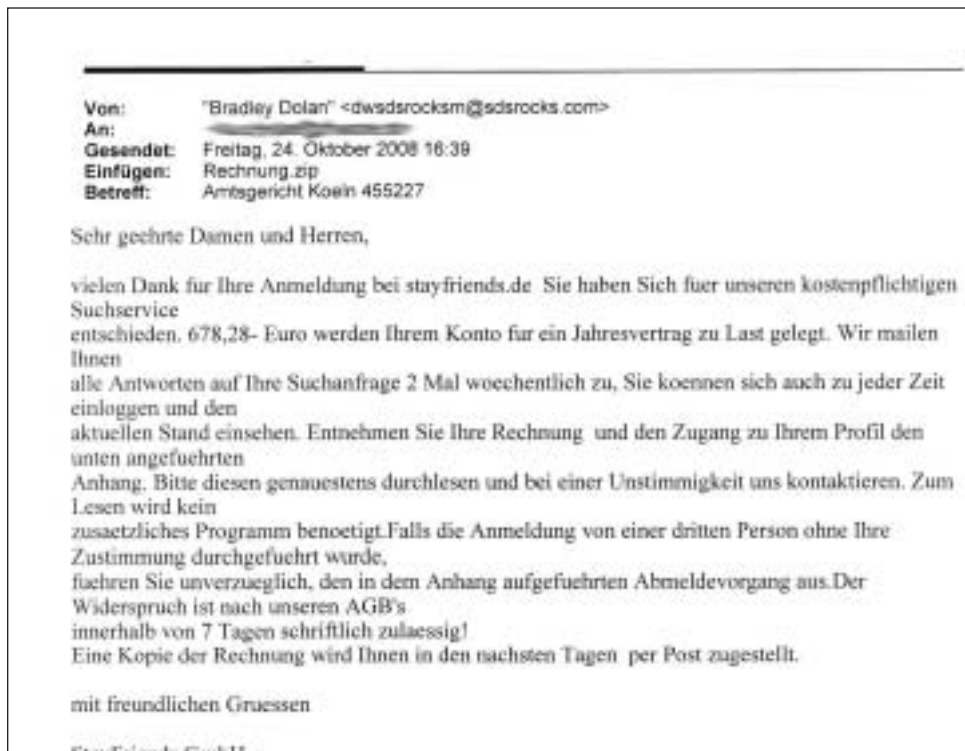 Von: "Bradley Dolan" <dwsdsrocksm@sdsrocks.com>
An:
Gesendet: Freitag, 24. Oktober 2008 16:39
Einfügen: Rechnung.zip
Betreff: Amtsgericht Koeln 455227
Sehr geehrte Damen und Herren,
vielen Dank fur Ihre Anmeldung bei stayfriends.de Sie haben Sich fuer unseren kostenpflichtigen
Suchservice
entschieden. 678,28- Euro werden Ihrem Konto fur ein Jahresvertrag zu Last gelegt. Wir mailen
Ihnen
alle Antworten auf Ihre Suchanfrage 2 Mal woechentlich zu, Sie koennen sich auch zu jeder Zeit
einloggen und den
aktuellen Stand einsehen. Entnehmen Sie Ihre Rechnung und den Zugang zu Ihrem Profil den
unten angefuehrten
Anhang. Bitte diesen genauestens durchlesen und bei einer Unstimmigkeit uns kontaktieren. Zum
Lesen wird kein
zusaetzliches Programm benoetigt.Falls die Anmeldung von einer dritten Person ohne Ihre
Zustimmung durchgefuehrt wurde,
fuehren Sie unverzueglich, den in dem Anhang aufgefuehrten Abmeldevorgang aus.Der
Widerspruch ist nach unseren AGB's
innerhalb von 7 Tagen schriftlich zulaessig!
Eine Kopie der Rechnung wird Ihnen in den nachsten Tagen per Post zugestellt.
mit freundlichen Gruessen